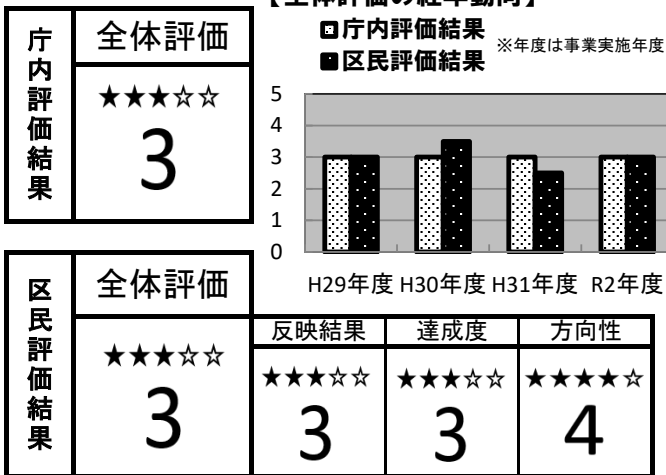 【全体評価の経年動向】
庁内評価結果
全体評価
★★★☆☆
3
庁内評価結果
区民評価結果
※年度は事業実施年度
5
4
3
2
1
0
H29年度 H30年度 H31年度 R2年度
区民評価結果
全体評価
★★★☆☆
3
反映結果 達成度 方向性
★★★☆☆ ★★★☆☆ ★★★★☆
3 3 4